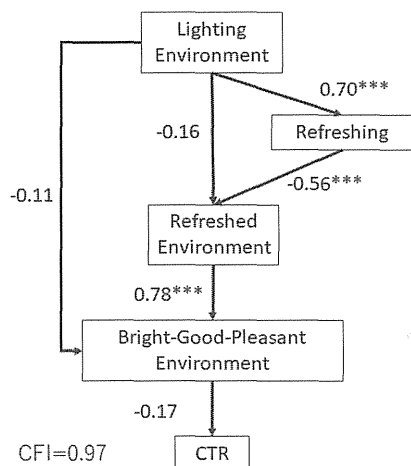 Lighting
Environment
0.70***
-0.16
Refreshing
-0.11
-0.56***
Refreshed
Environment
0.78***
Bright-Good-Pleasant
Environment
-0.17
CFI=0.97
CTR